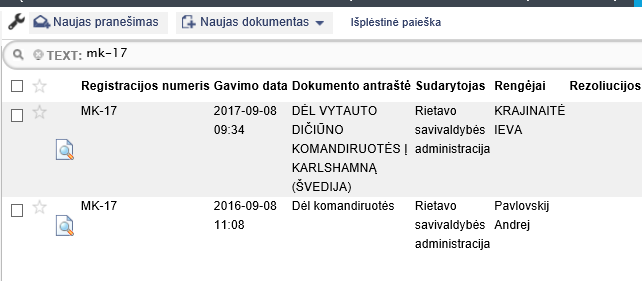 Naujas pranešimas Naujas dokumentas Išplėstinė paieška
TEXT: mk-17
Registracijos numeris Gavimo data Dokumento antraštė Sudarytojas Rengėjai Rezoliucijos
MK-17 2017-09-08 DĖL VYTAUTO Rietavo KRAJINAITĖ
09:34 DIČIŪNO savivaldybės IEVA
KOMANDIRUOTĖS Į administracija
KARLSHAMNĄ
(ŠVEDIJA)
MK-17 2016-09-08 Dėl komandiruotės Rietavo Pavlovskij
11:08 savivaldybės Andrej
administracija